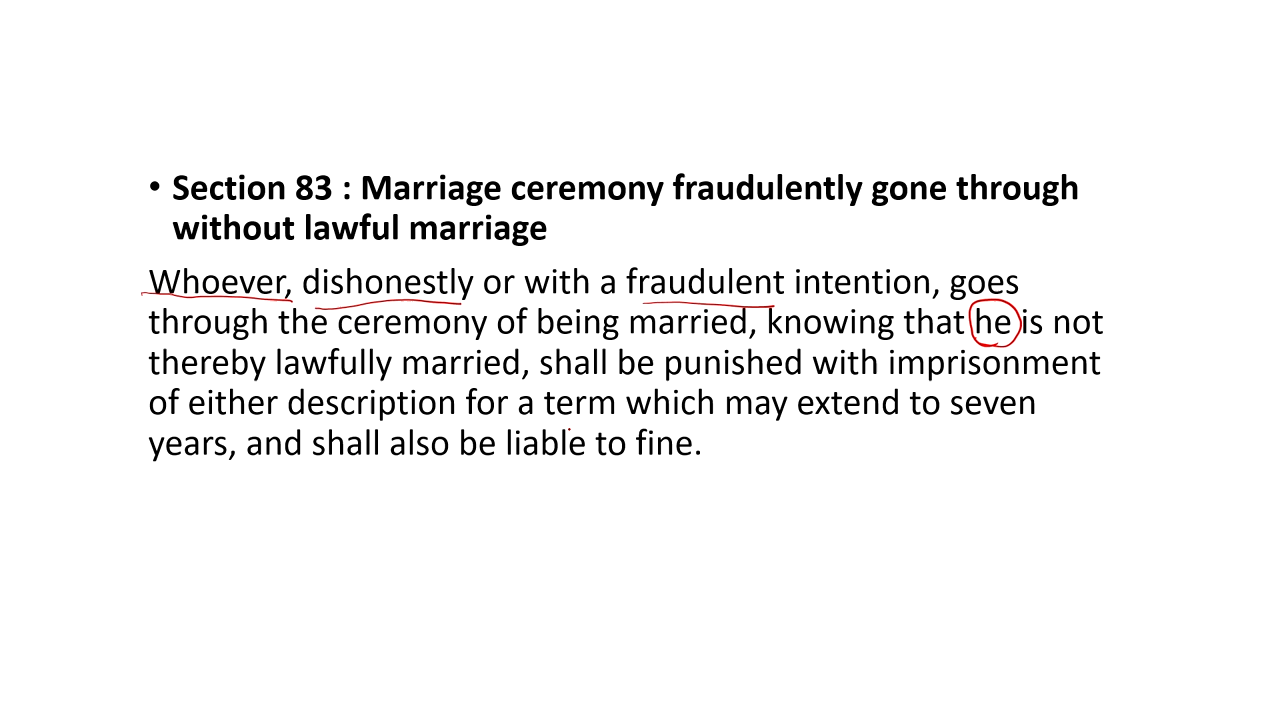 • Section 83 : Marriage ceremony fraudulently gone through
without lawful marriage
Whoever, dishonestly or with a fraudulent intention, goes
through the ceremony of being married, knowing that he is not
thereby lawfully married, shall be punished with imprisonment
of either description for a term which may extend to seven
years, and shall also be liable to fine.